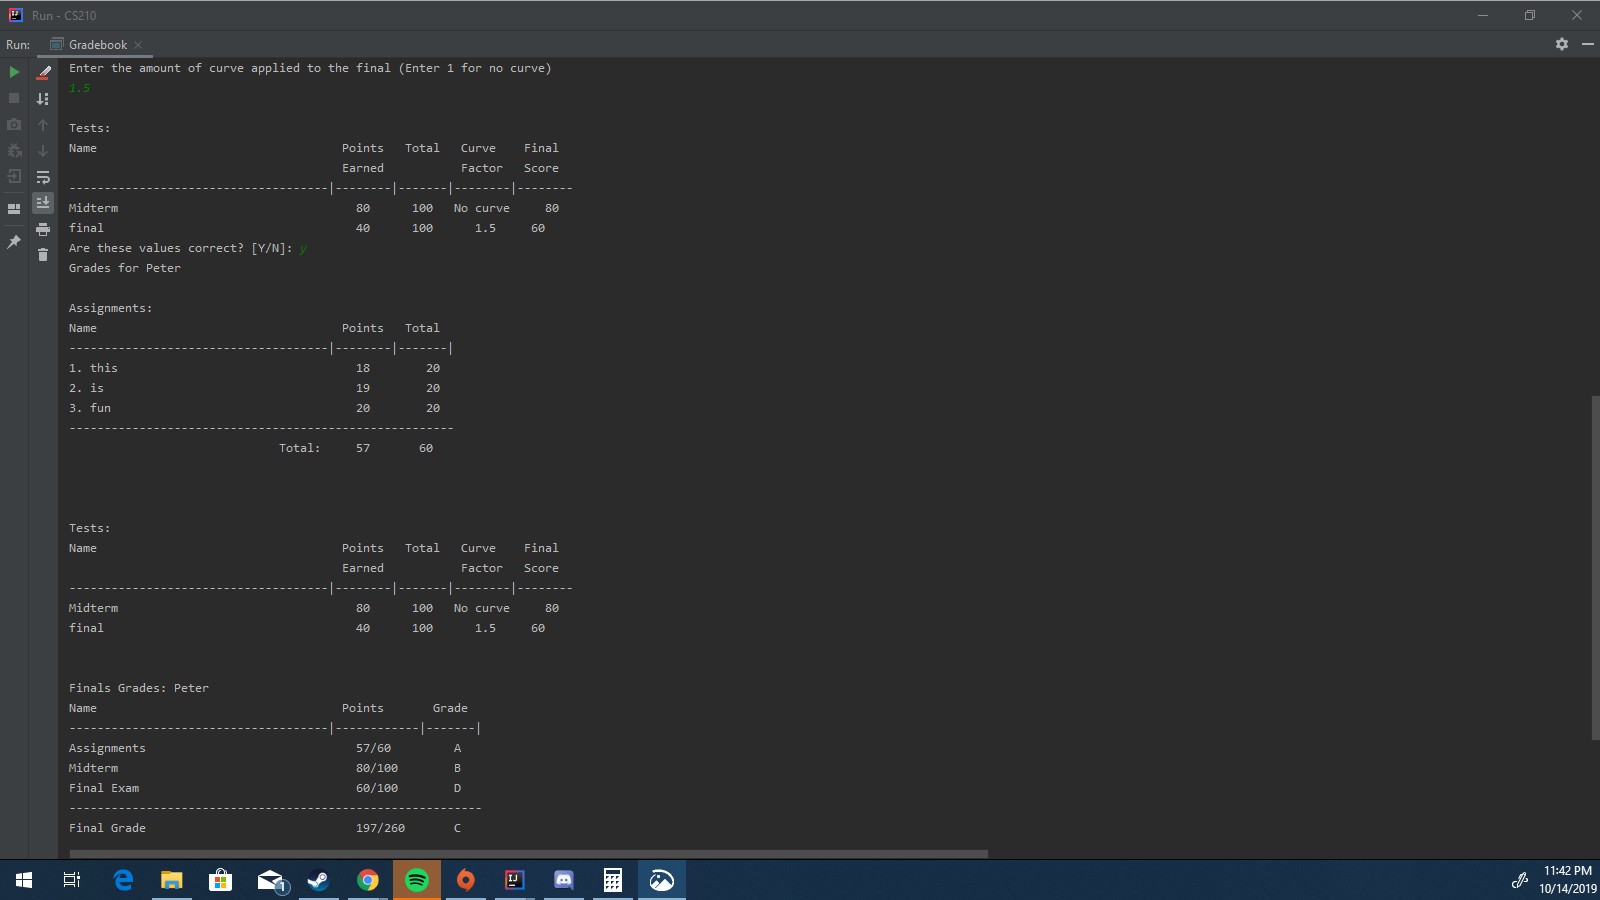 Run - CS210
Run: Gradebook
Enter the amount of curve applied to the final (Enter 1 for no curve)
1.5
Tests:
Name Points Total Curve Final
Earned Factor Score
-------------------------------------|--------|-------|--------|--------
Midterm 80 100 No curve 80
final 40 100 1.5 60
Are these values correct? [Y/N]: y
Grades for Peter
Assignments:
Name Points Total
-------------------------------------|--------|-------|
1. this 18 20
2. is 19 20
3. fun 20 20
-------------------------------------------------------
Total: 57 60
Tests:
Name Points Total Curve Final
Earned Factor Score
-------------------------------------|--------|-------|--------|--------
Midterm 80 100 No curve 80
final 40 100 1.5 60
Finals Grades: Peter
Name Points Grade
-------------------------------------|------------|-------|
Assignments 57/60 A
Midterm 80/100 B
Final Exam 60/100 D
-----------------------------------------------------------
Final Grade 197/260 C
1
IJ
11:42 PM
10/14/2019